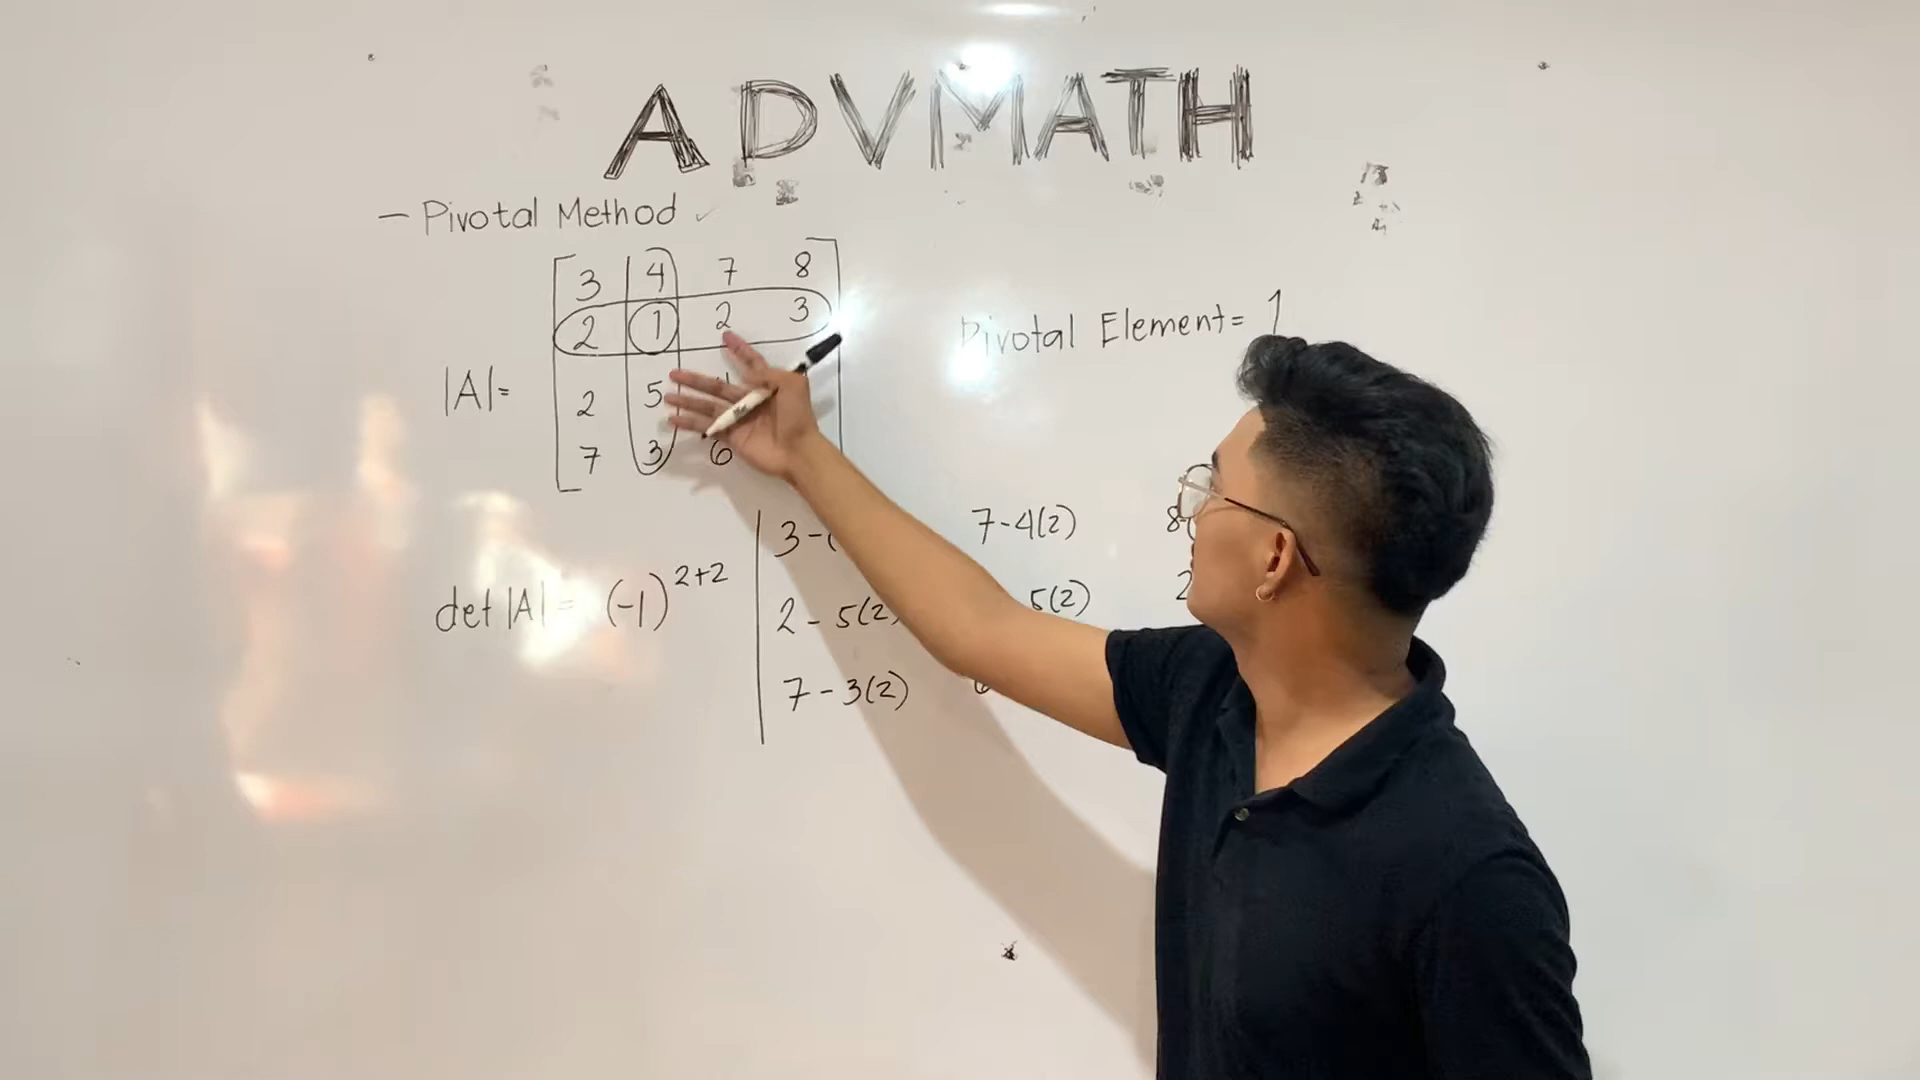 ADVMATH
— Pivotal Method ✓
3 4 7 8
2 1 2 3
Pivotal Element= 1
|A|=
2 5
7 3 6
3-( 7-4(2) 8-
det |A| = (-1)^2+2
2 - 5(2) 5(2) 2
7 - 3(2) 6